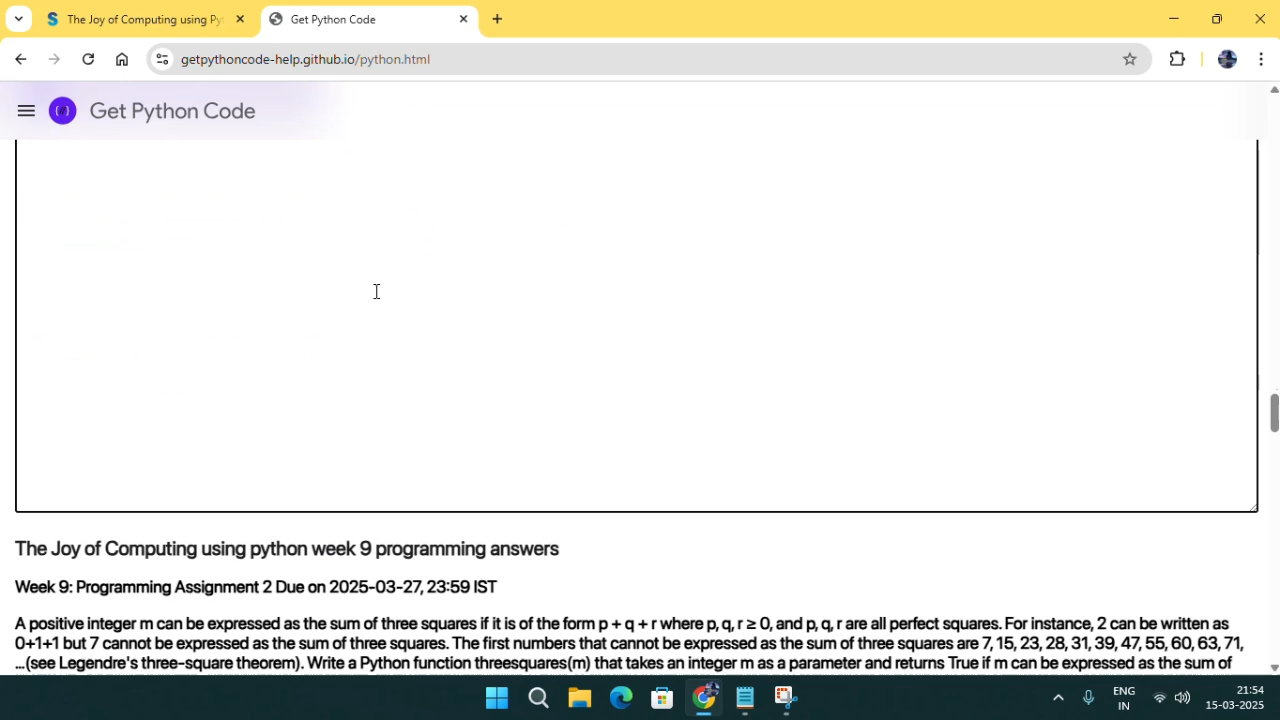 The Joy of Computing using Py
Get Python Code
getpythoncode-help.github.io/python.html
Get Python Code
The Joy of Computing using python week 9 programming answers
Week 9: Programming Assignment 2 Due on 2025-03-27, 23:59 IST
A positive integer m can be expressed as the sum of three squares if it is of the form p + q + r where p, q, r ≥ 0, and p, q, r are all perfect squares. For instance, 2 can be written as
0+1+1 but 7 cannot be expressed as the sum of three squares. The first numbers that cannot be expressed as the sum of three squares are 7, 15, 23, 28, 31, 39, 47, 55, 60, 63, 71,
...(see Legendre's three-square theorem). Write a Python function threesquares(m) that takes an integer m as a parameter and returns True if m can be expressed as the sum of
ENG
IN
21:54
15-03-2025